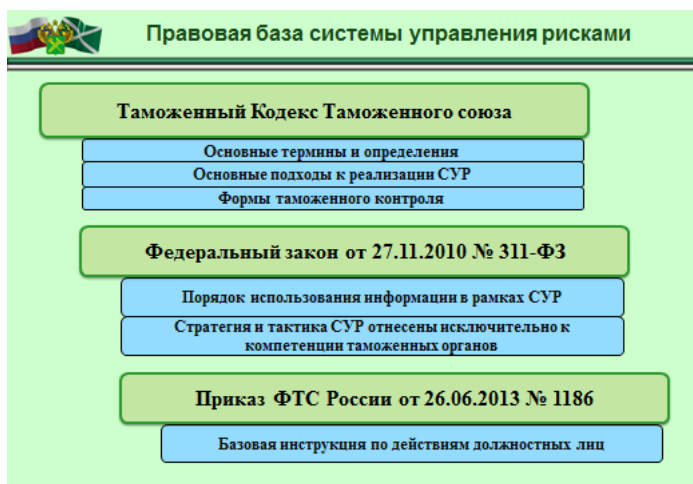 Правовая база системы управления рисками
Таможенный Кодекс Таможенного союза
Основные термины и определения
Основные подходы к реализации СУР
Формы таможенного контроля
Федеральный закон от 27.11.2010 № 311-ФЗ
Порядок использования информации в рамках СУР
Стратегия и тактика СУР отнесены исключительно к
компетенции таможенных органов
Приказ ФТС России от 26.06.2013 № 1186
Базовая инструкция по действиям должностных лиц